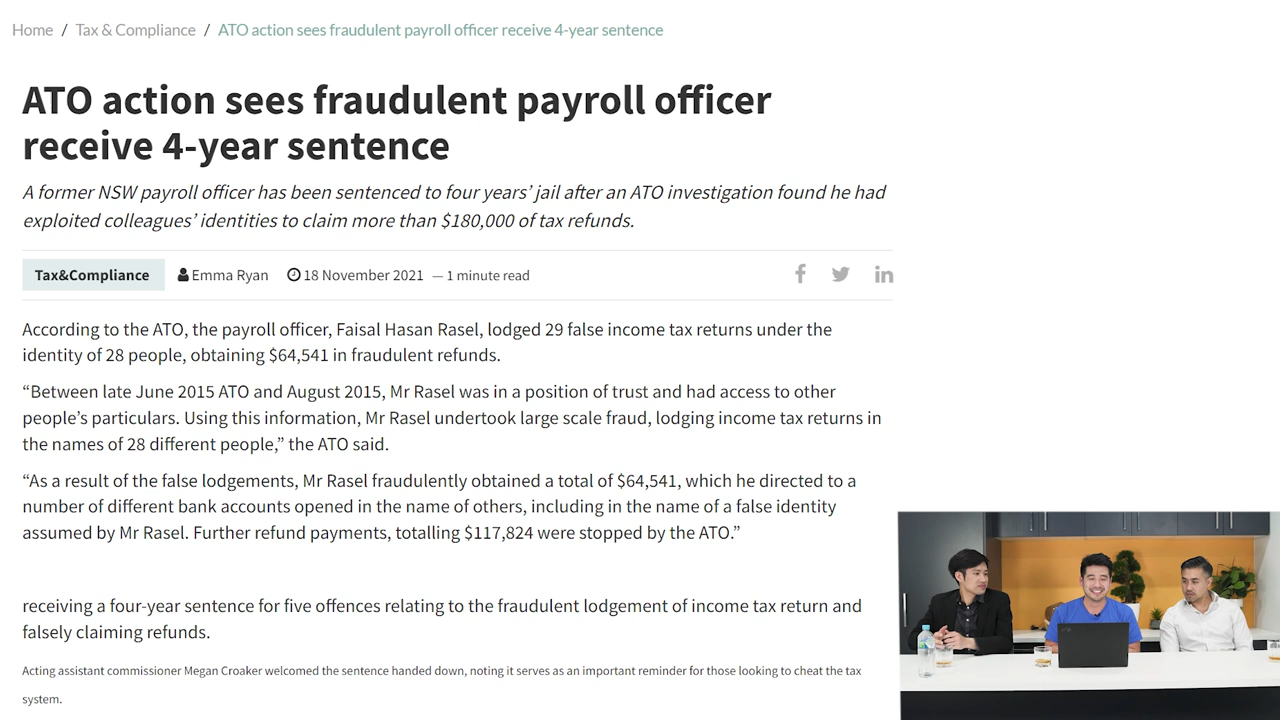 Home / Tax & Compliance / ATO action sees fraudulent payroll officer receive 4-year sentence
ATO action sees fraudulent payroll officer
receive 4-year sentence
A former NSW payroll officer has been sentenced to four years' jail after an ATO investigation found he had
exploited colleagues' identities to claim more than $180,000 of tax refunds.
Tax&Compliance Emma Ryan 18 November 2021 — 1 minute read
According to the ATO, the payroll officer, Faisal Hasan Rasel, lodged 29 false income tax returns under the
identity of 28 people, obtaining $64,541 in fraudulent refunds.
“Between late June 2015 ATO and August 2015, Mr Rasel was in a position of trust and had access to other
people’s particulars. Using this information, Mr Rasel undertook large scale fraud, lodging income tax returns in
the names of 28 different people,” the ATO said.
“As a result of the false lodgements, Mr Rasel fraudulently obtained a total of $64,541, which he directed to a
number of different bank accounts opened in the name of others, including in the name of a false identity
assumed by Mr Rasel. Further refund payments, totalling $117,824 were stopped by the ATO.”
receiving a four-year sentence for five offences relating to the fraudulent lodgement of income tax return and
falsely claiming refunds.
Acting assistant commissioner Megan Croaker welcomed the sentence handed down, noting it serves as an important reminder for those looking to cheat the tax
system.